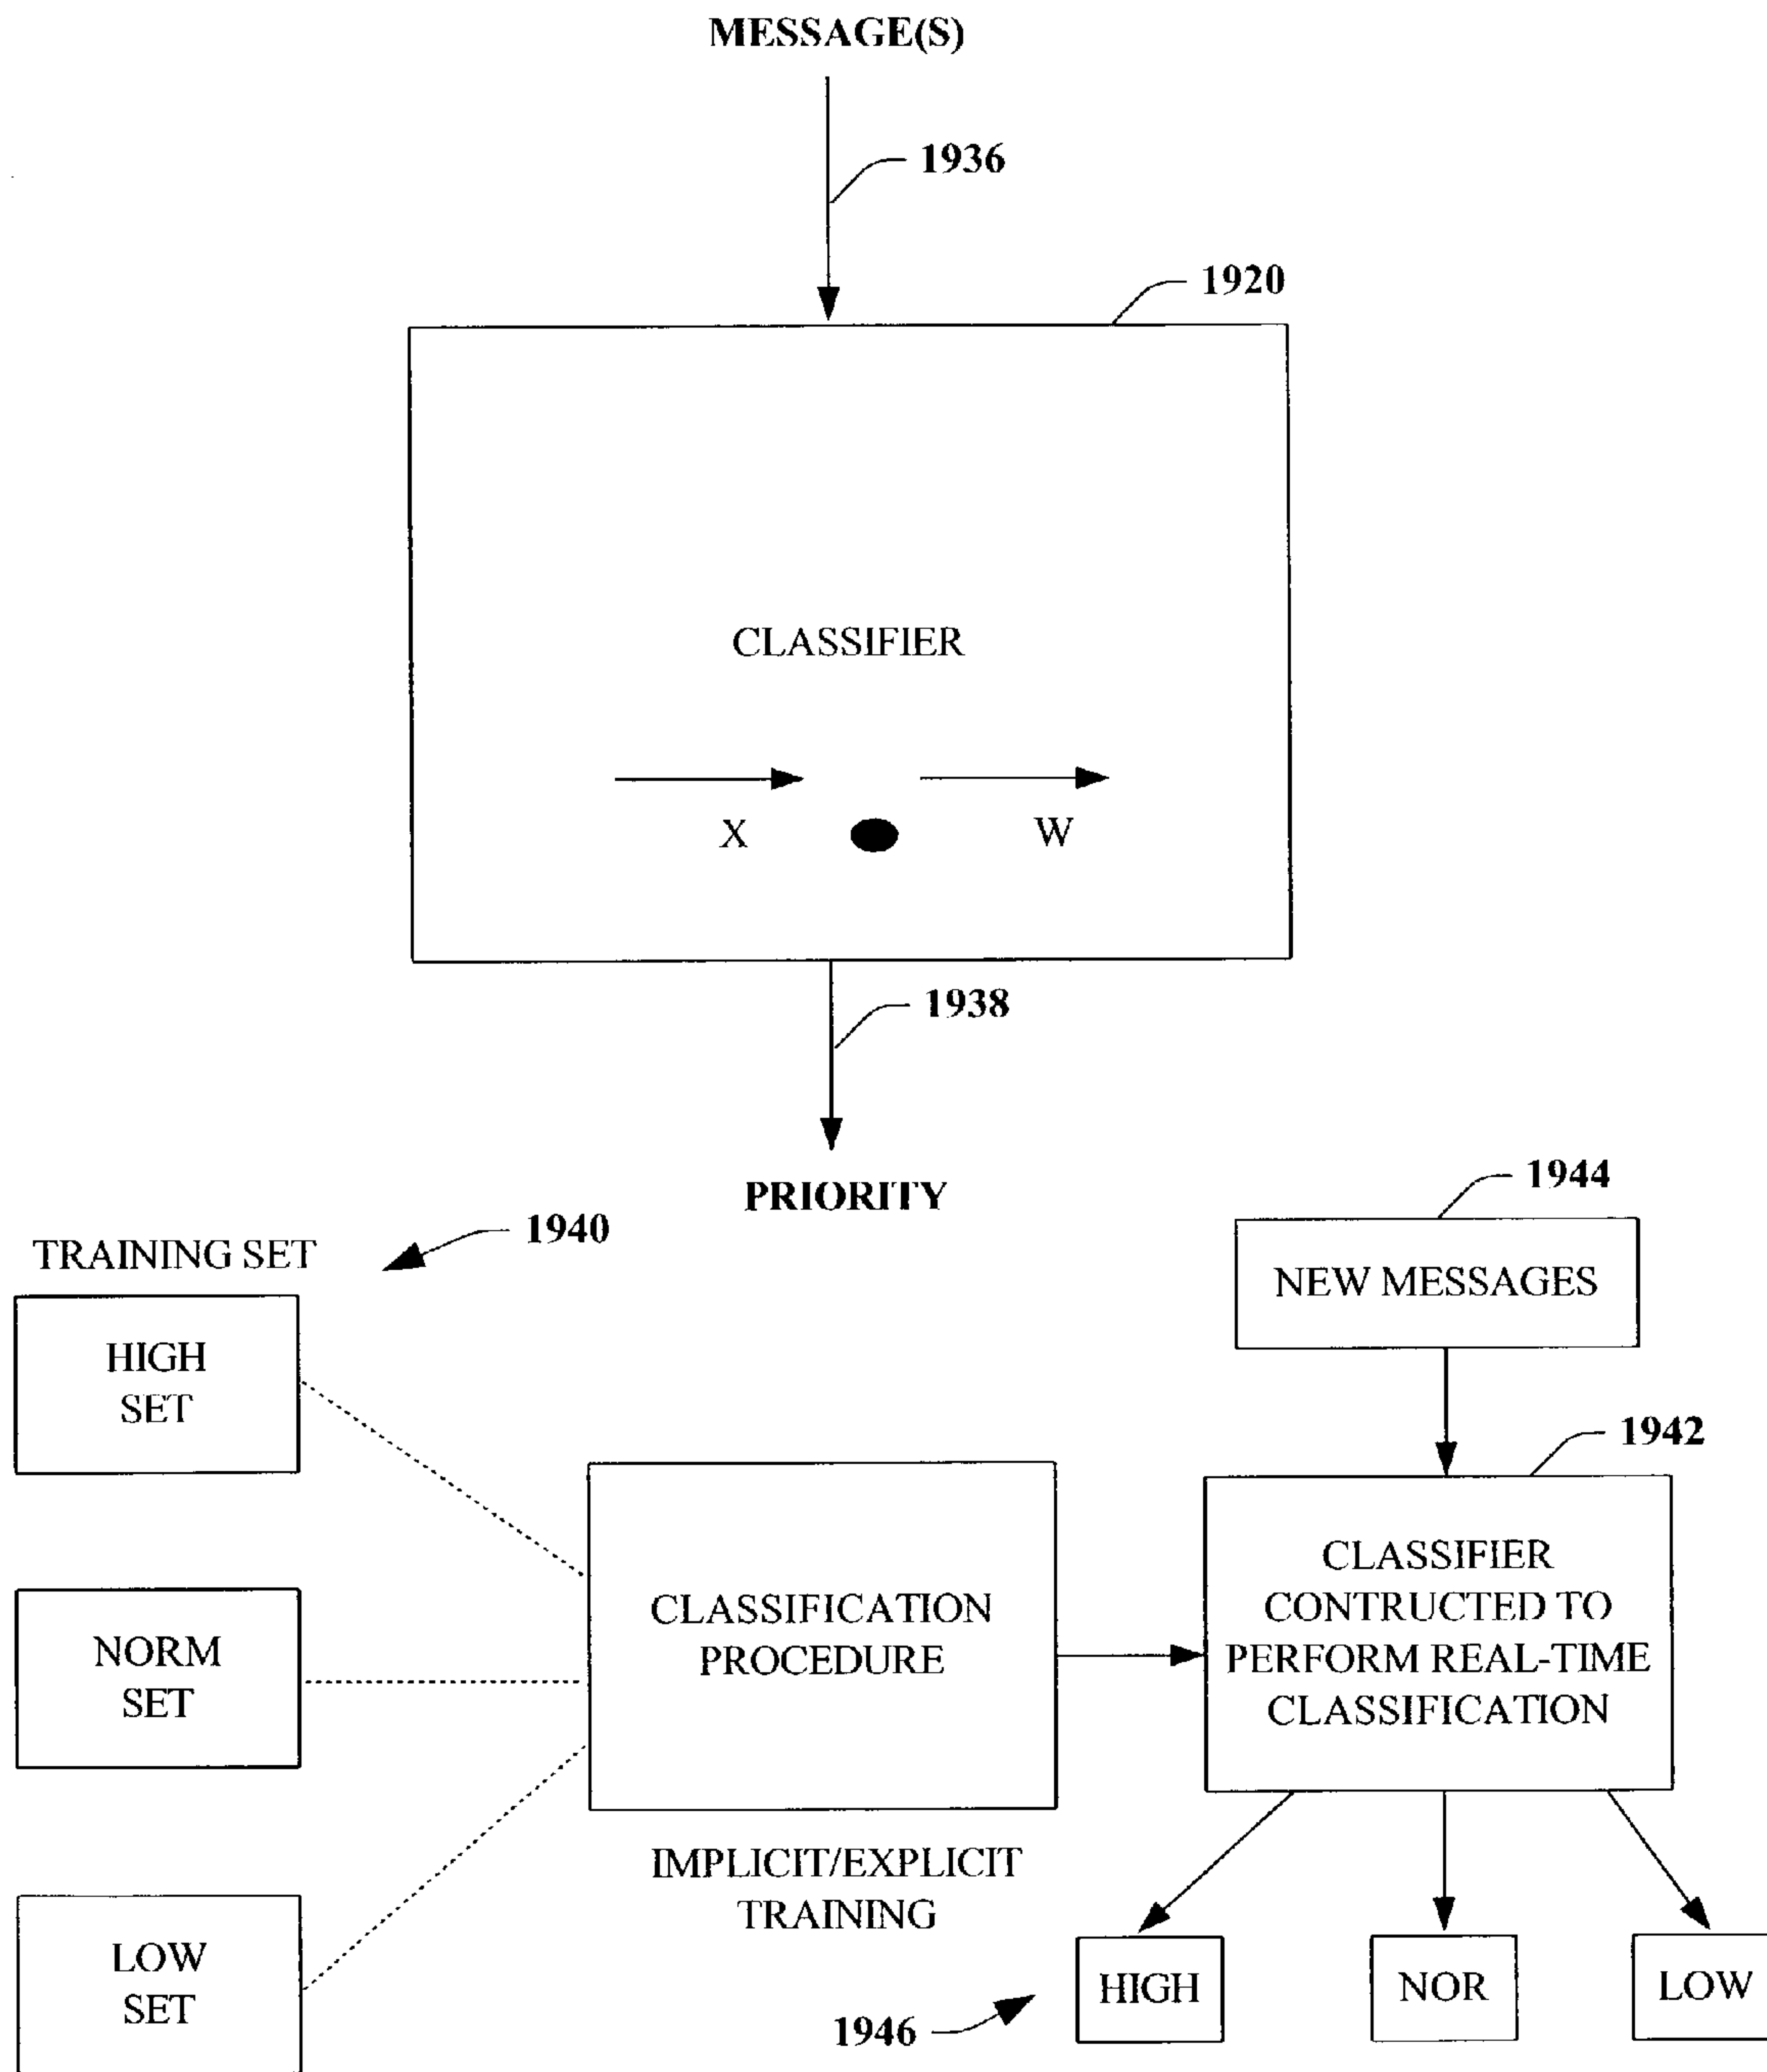 MESSAGE(S)
1936
1920
CLASSIFIER
X
W
1938
PRIORITY
1944
1940
TRAINING SET
NEW MESSAGES
HIGH
SET
1942
CLASSIFIER
CONTRUCTED TO
PERFORM REAL-TIME
CLASSIFICATION
CLASSIFICATION
PROCEDURE
NORM
SET
IMPLICIT/EXPLICIT
TRAINING
LOW
SET
HIGH
NOR
LOW
1946